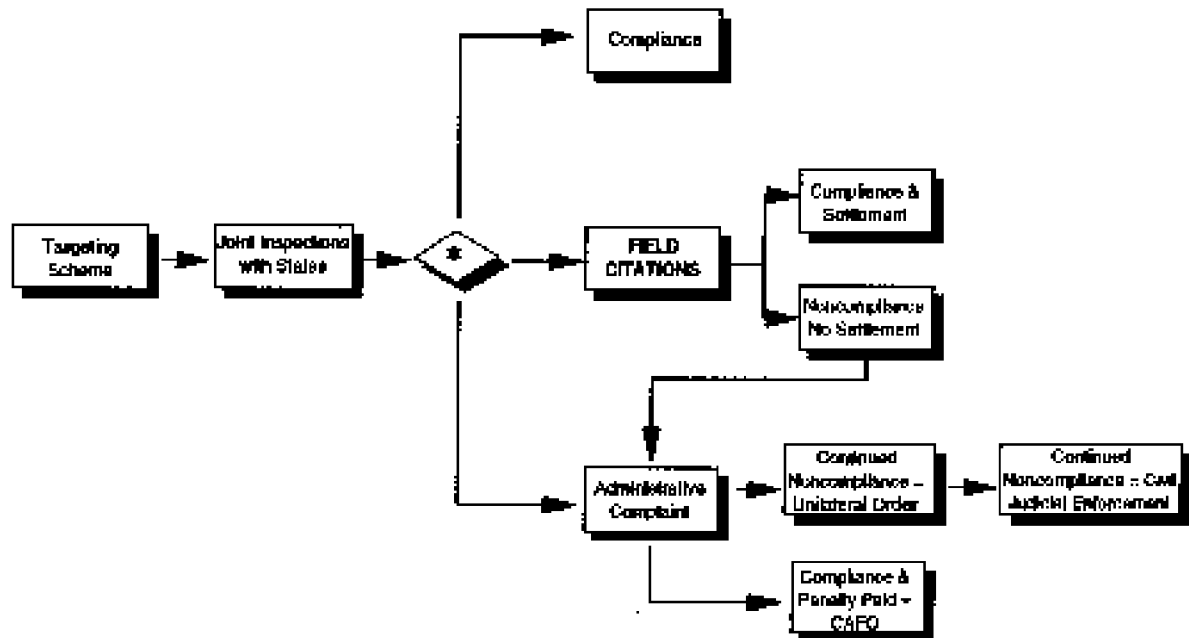 Compliance
Targeting
Scheme
Joint Inspections
with States
*
FIELD
CITATIONS
Compliance &
Settlement
Noncompliance
No Settlement
Administrative
Complaint
Continued
Noncompliance –
Unilateral Order
Continued
Noncompliance – Civil
Judicial Enforcement
Compliance &
Penalty Paid –
CAFO